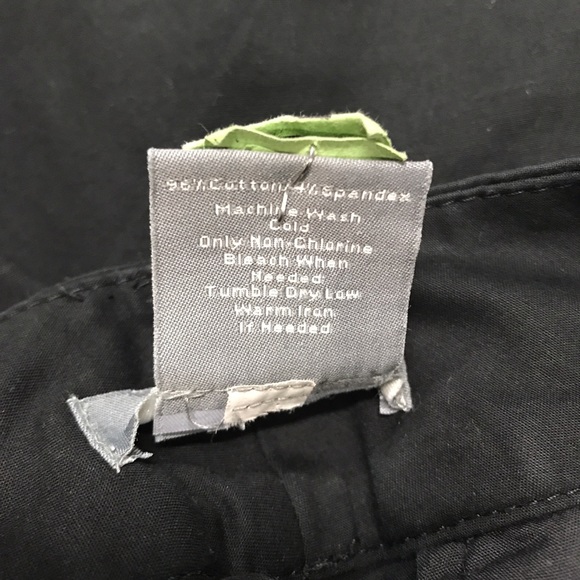 96% Cotton/4% Spandex
Machine Wash
Cold
Only Non-Chlorine
Bleach When
Needed
Tumble Dry Low
Warm Iron
If Needed